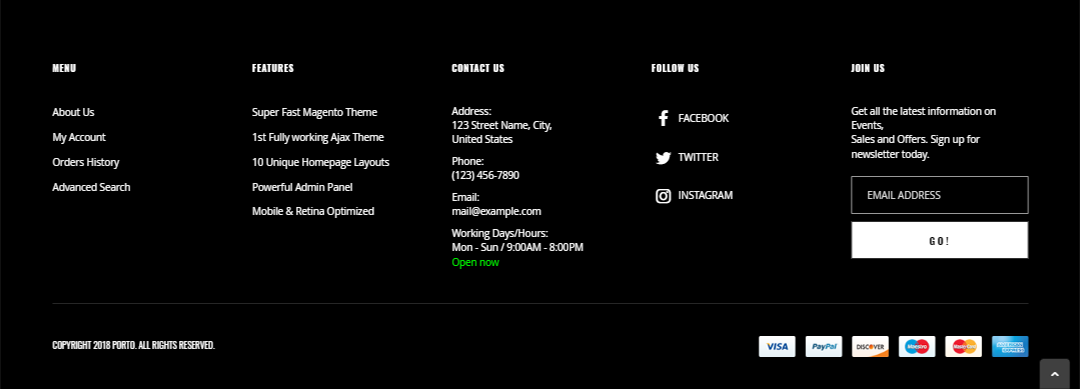 MENU
About Us
My Account
Orders History
Advanced Search
FEATURES
Super Fast Magento Theme
1st Fully working Ajax Theme
10 Unique Homepage Layouts
Powerful Admin Panel
Mobile & Retina Optimized
CONTACT US
Address:
123 Street Name, City,
United States
Phone:
(123) 456-7890
Email:
mail@example.com
Working Days/Hours:
Mon - Sun / 9:00AM - 8:00PM
Open now
FOLLOW US
FACEBOOK
TWITTER
INSTAGRAM
JOIN US
Get all the latest information on
Events,
Sales and Offers. Sign up for
newsletter today.
EMAIL ADDRESS
GO!
COPYRIGHT 2018 PORTO. ALL RIGHTS RESERVED.
VISA
PayPal
DISCOVER
Maestro
MasterCard
AMERICAN
EXPRESS